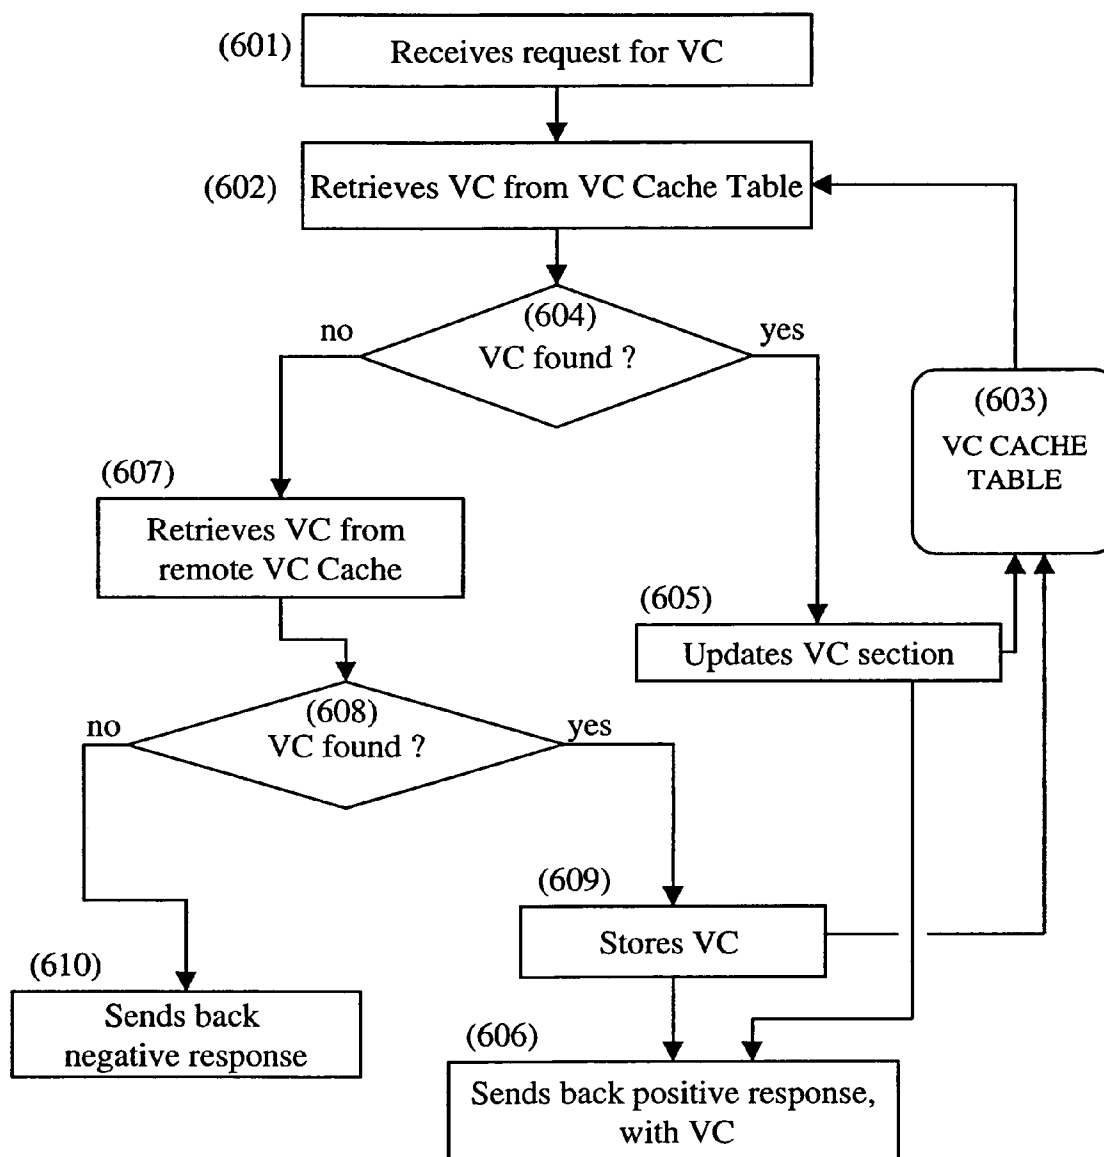 (601)
Receives request for VC
(602)
Retrieves VC from VC Cache Table
(604)
no
yes
VC found ?
(603)
VC CACHE
TABLE
(607)
Retrieves VC from
remote VC Cache
(605)
Updates VC section
(608)
no
yes
VC found ?
(609)
Stores VC
(610)
Sends back
negative response
(606)
Sends back positive response,
with VC